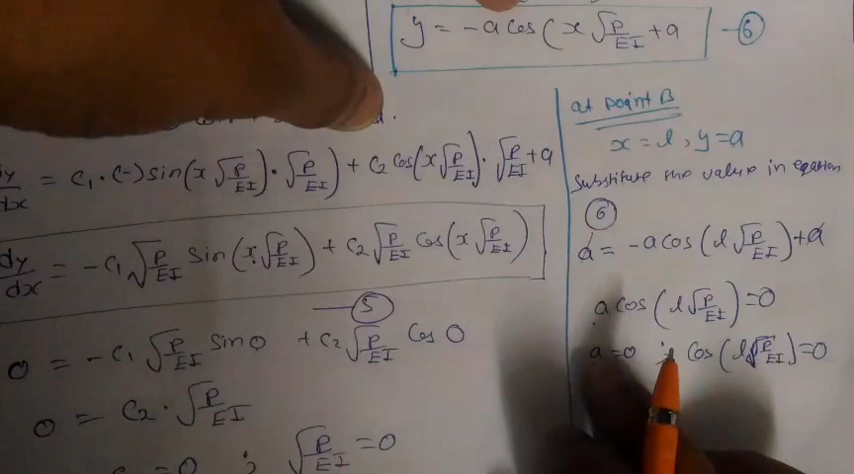 y = -a cos(x√P/EI + a —⑥
dy/dx = C₁·(-)sin(x√P/EI)·√P/EI) + C₂ cos(x√P/EI)·√P/EI + a
dy/dx = -C₁√P/EI sin(x√P/EI) + C₂√P/EI cos(x√P/EI)
—⑤
0 = -C₁√P/EI sin0 + C₂√P/EI cos 0
0 = C₂·√P/EI
= 0 ; √P/EI = 0
at point B
x = l, y = a
Substitute the value in eqation
⑥
a = -a cos(l√P/EI) + a
a cos(l√P/EI) = 0
a = 0 ; cos(l√P/EI) = 0